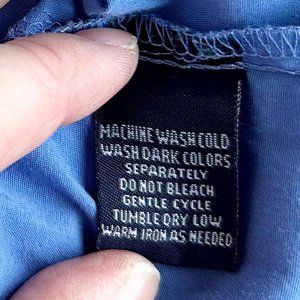 MACHINE WASH COLD
WASH DARK COLORS
SEPARATELY
DO NOT BLEACH
GENTLE CYCLE
TUMBLE DRY LOW
WARM IRON AS NEEDED